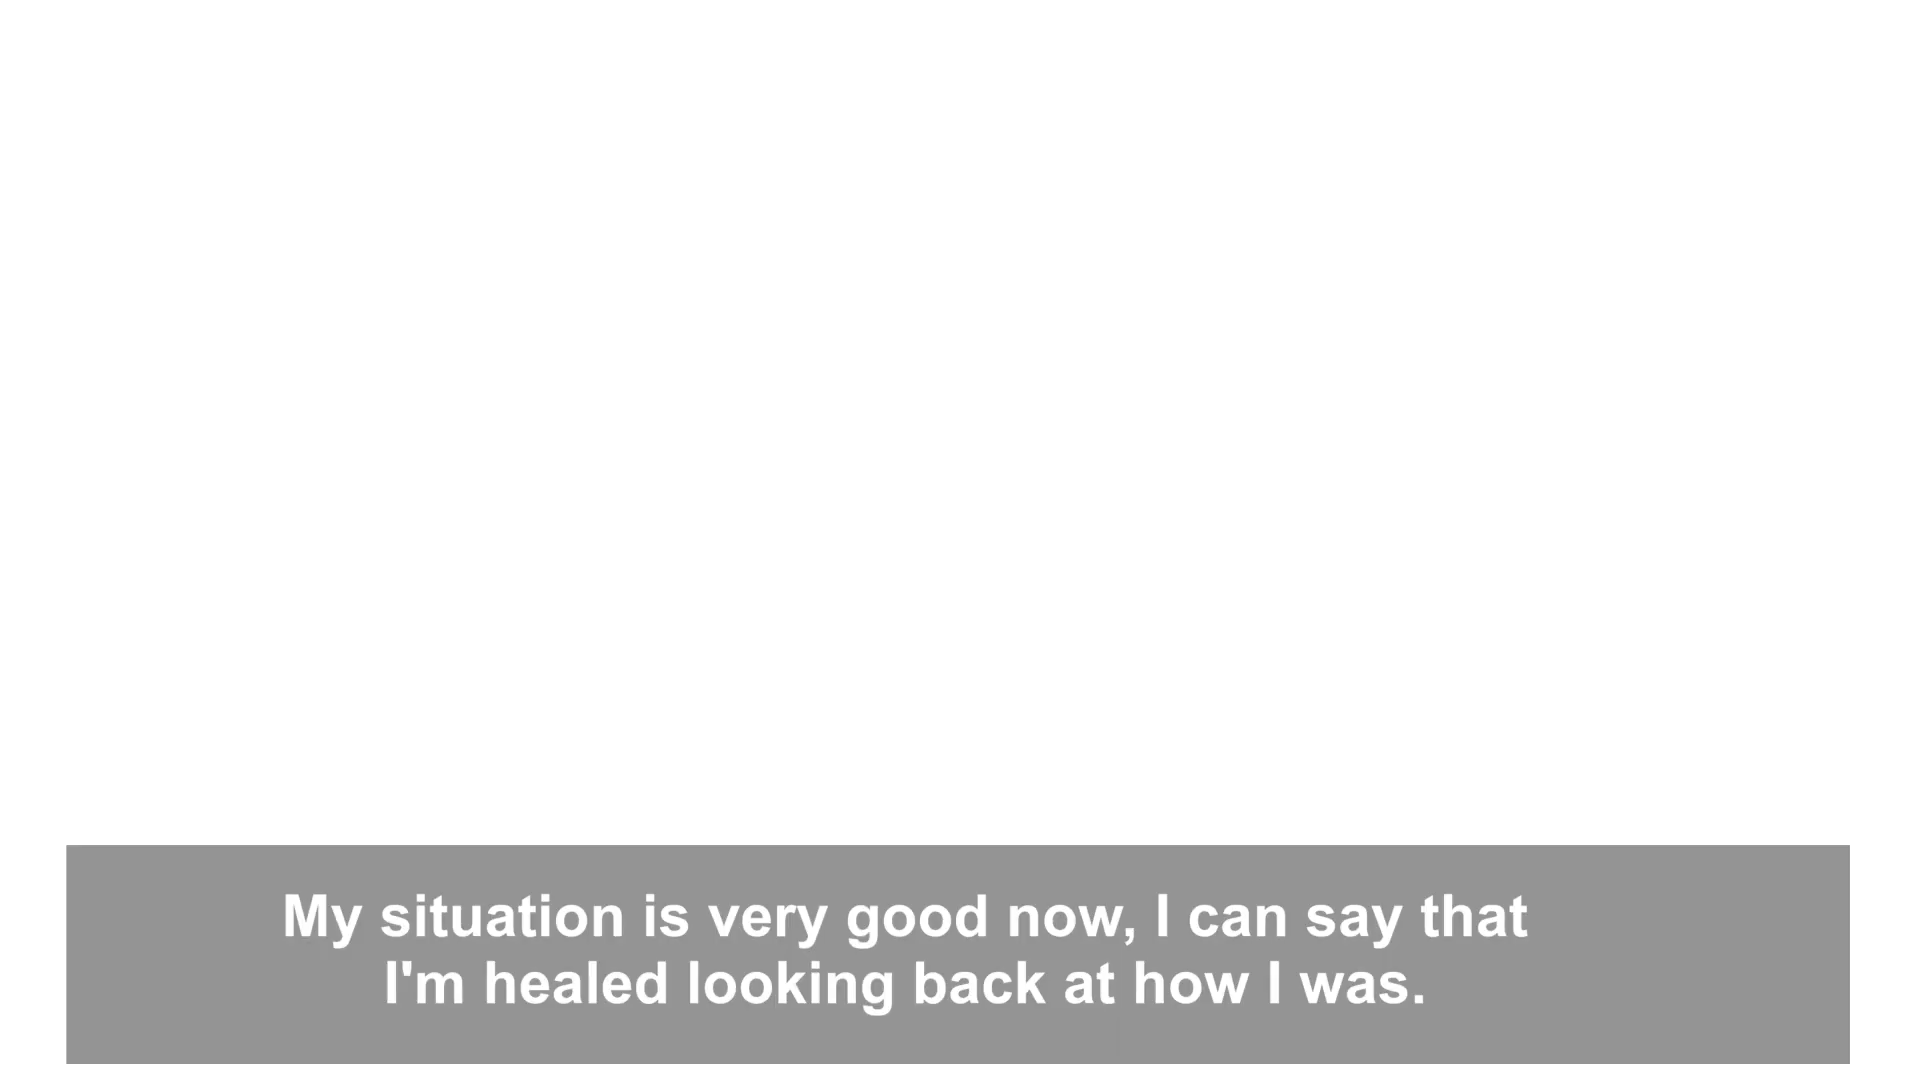 My situation is very good now, I can say that
I'm healed looking back at how I was.